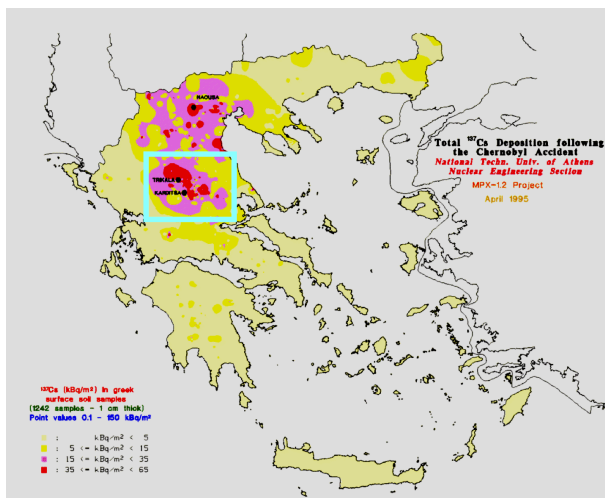 NAOUSA
Total ¹³⁷Cs Deposition following
the Chernobyl Accident
National Techn. Univ. of Athens
Nuclear Engineering Section
MPX-1.2 Project
April 1995
TRIKALA
KARDITSA
¹³⁷Cs (kBq/m²) in greek
surface soil samples
(1242 samples - 1 cm thick)
Point values 0.1 - 150 kBq/m²
: kBq/m² < 5
: 5 <= kBq/m² < 15
: 15 <= kBq/m² < 35
: 35 <= kBq/m² < 65